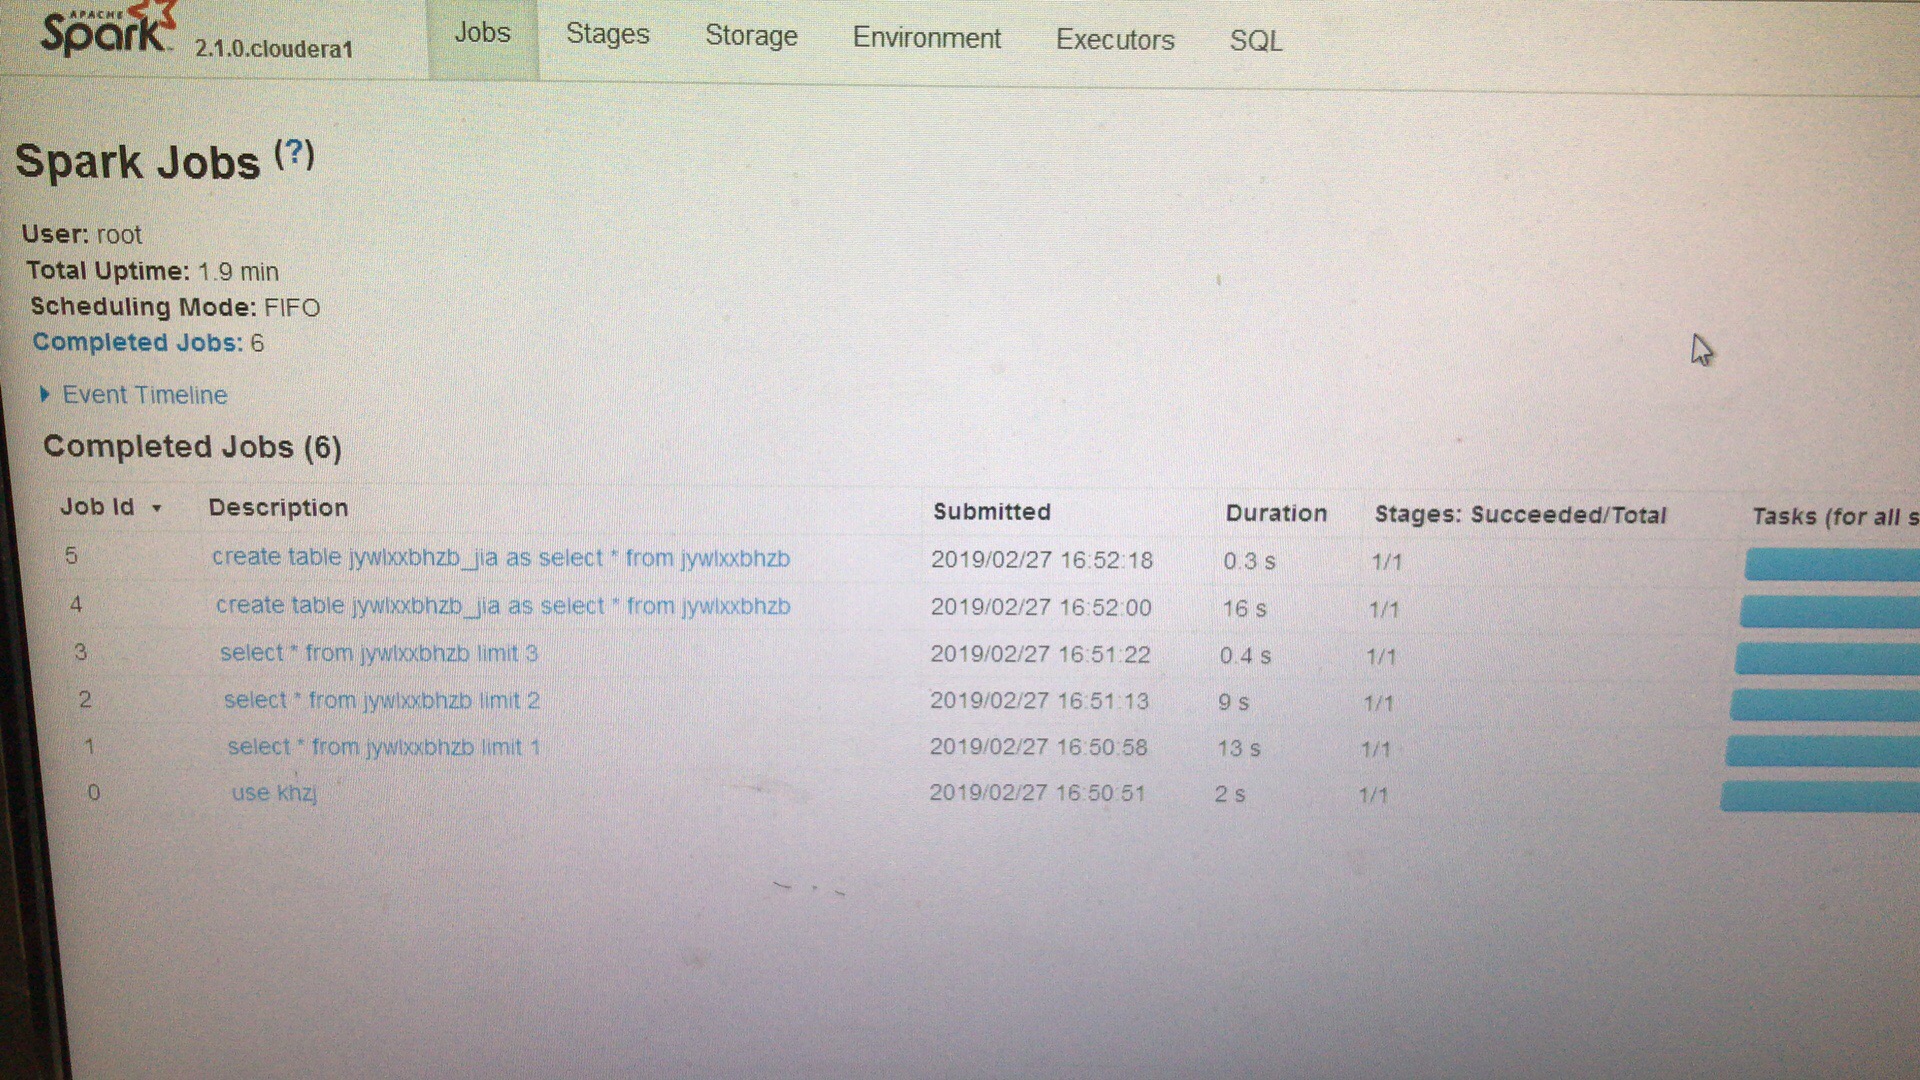 APACHE
Spark 2.1.0.cloudera1 Jobs Stages Storage Environment Executors SQL
Spark Jobs (?)
User: root
Total Uptime: 1.9 min
Scheduling Mode: FIFO
Completed Jobs: 6
Event Timeline
Completed Jobs (6)
Job Id Description Submitted Duration Stages: Succeeded/Total Tasks (for all s
5 create table jywlxxbhzb_jia as select * from jywlxxbhzb 2019/02/27 16:52:18 0.3 s 1/1
4 create table jywlxxbhzb_jia as select * from jywlxxbhzb 2019/02/27 16:52:00 16 s 1/1
3 select * from jywlxxbhzb limit 3 2019/02/27 16:51:22 0.4 s 1/1
2 select * from jywlxxbhzb limit 2 2019/02/27 16:51:13 9 s 1/1
1 select * from jywlxxbhzb limit 1 2019/02/27 16:50:58 13 s 1/1
0 use khzj 2019/02/27 16:50:51 2 s 1/1